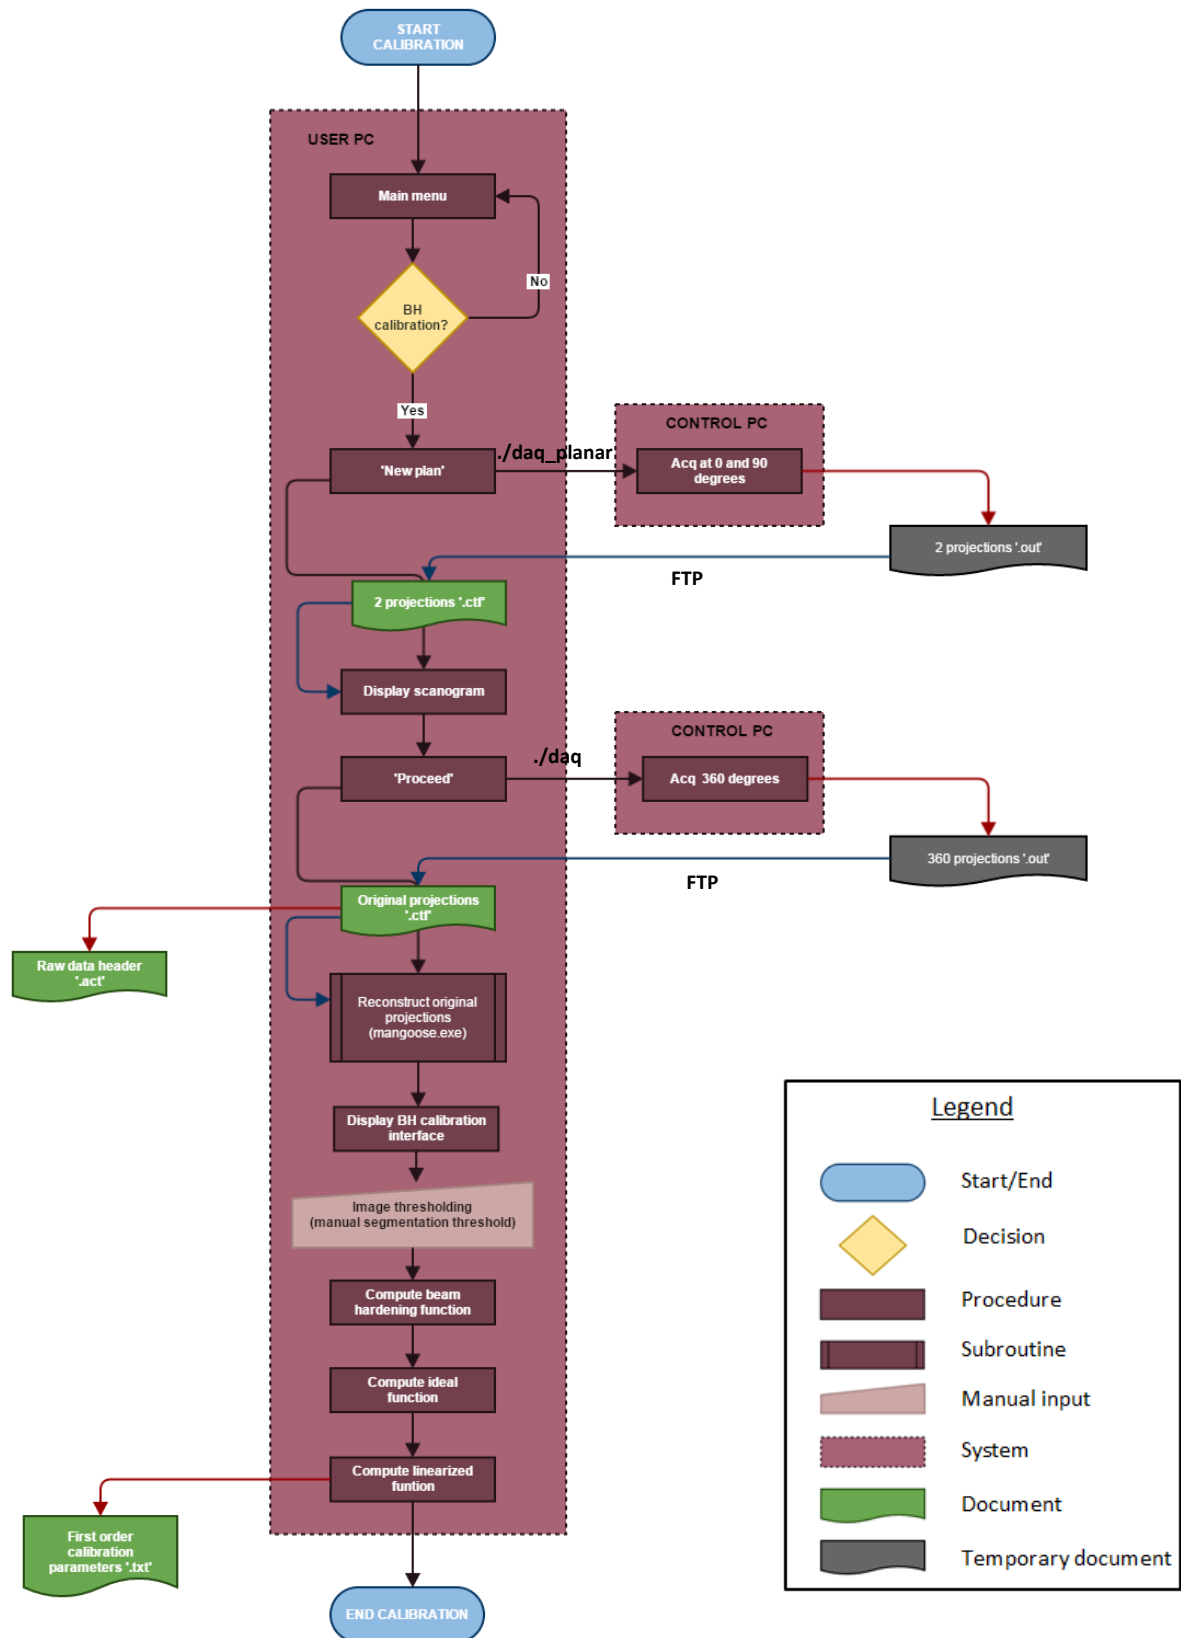 START
CALIBRATION
USER PC
Main menu
No
BH
calibration?
Yes
'New plan'
./daq_planar
CONTROL PC
Acq at 0 and 90
degrees
2 projections '.out'
FTP
2 projections '.ctf'
Display scanogram
'Proceed'
./daq
CONTROL PC
Acq 360 degrees
360 projections '.out'
FTP
Original projections
'.ctf'
Raw data header
'.act'
Reconstruct original
projections
(mangoose.exe)
Display BH calibration
interface
Image thresholding
(manual segmentation threshold)
Compute beam
hardening function
Compute ideal
function
Compute linearized
funtion
First order
calibration
parameters '.txt'
END CALIBRATION
Legend
Start/End
Decision
Procedure
Subroutine
Manual input
System
Document
Temporary document